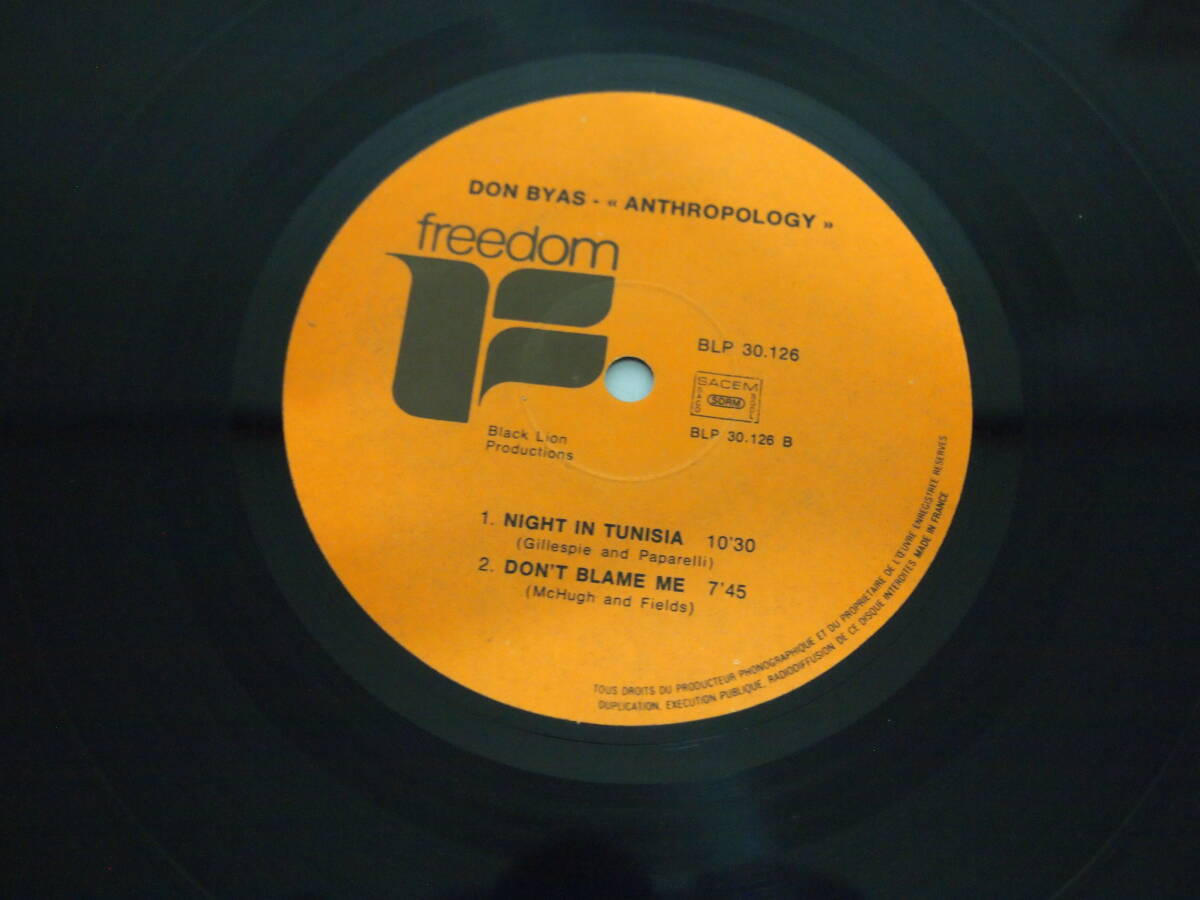 DON BYAS - « ANTHROPOLOGY »
freedom
BLP 30.126
SACEM
SDRM
BLP 30.126 B
Black Lion
Productions
1. NIGHT IN TUNISIA 10'30
(Gillespie and Paparelli)
2. DON'T BLAME ME 7'45
(McHugh and Fields)
TOUS DROITS DU PRODUCTEUR PHONOGRAPHIQUE ET DU PROPRIETAIRE DE L'ŒUVRE ENREGISTREE RESERVES
DUPLICATION, EXECUTION PUBLIQUE, RADIODIFFUSION DE CE DISQUE INTERDITES MADE IN FRANCE